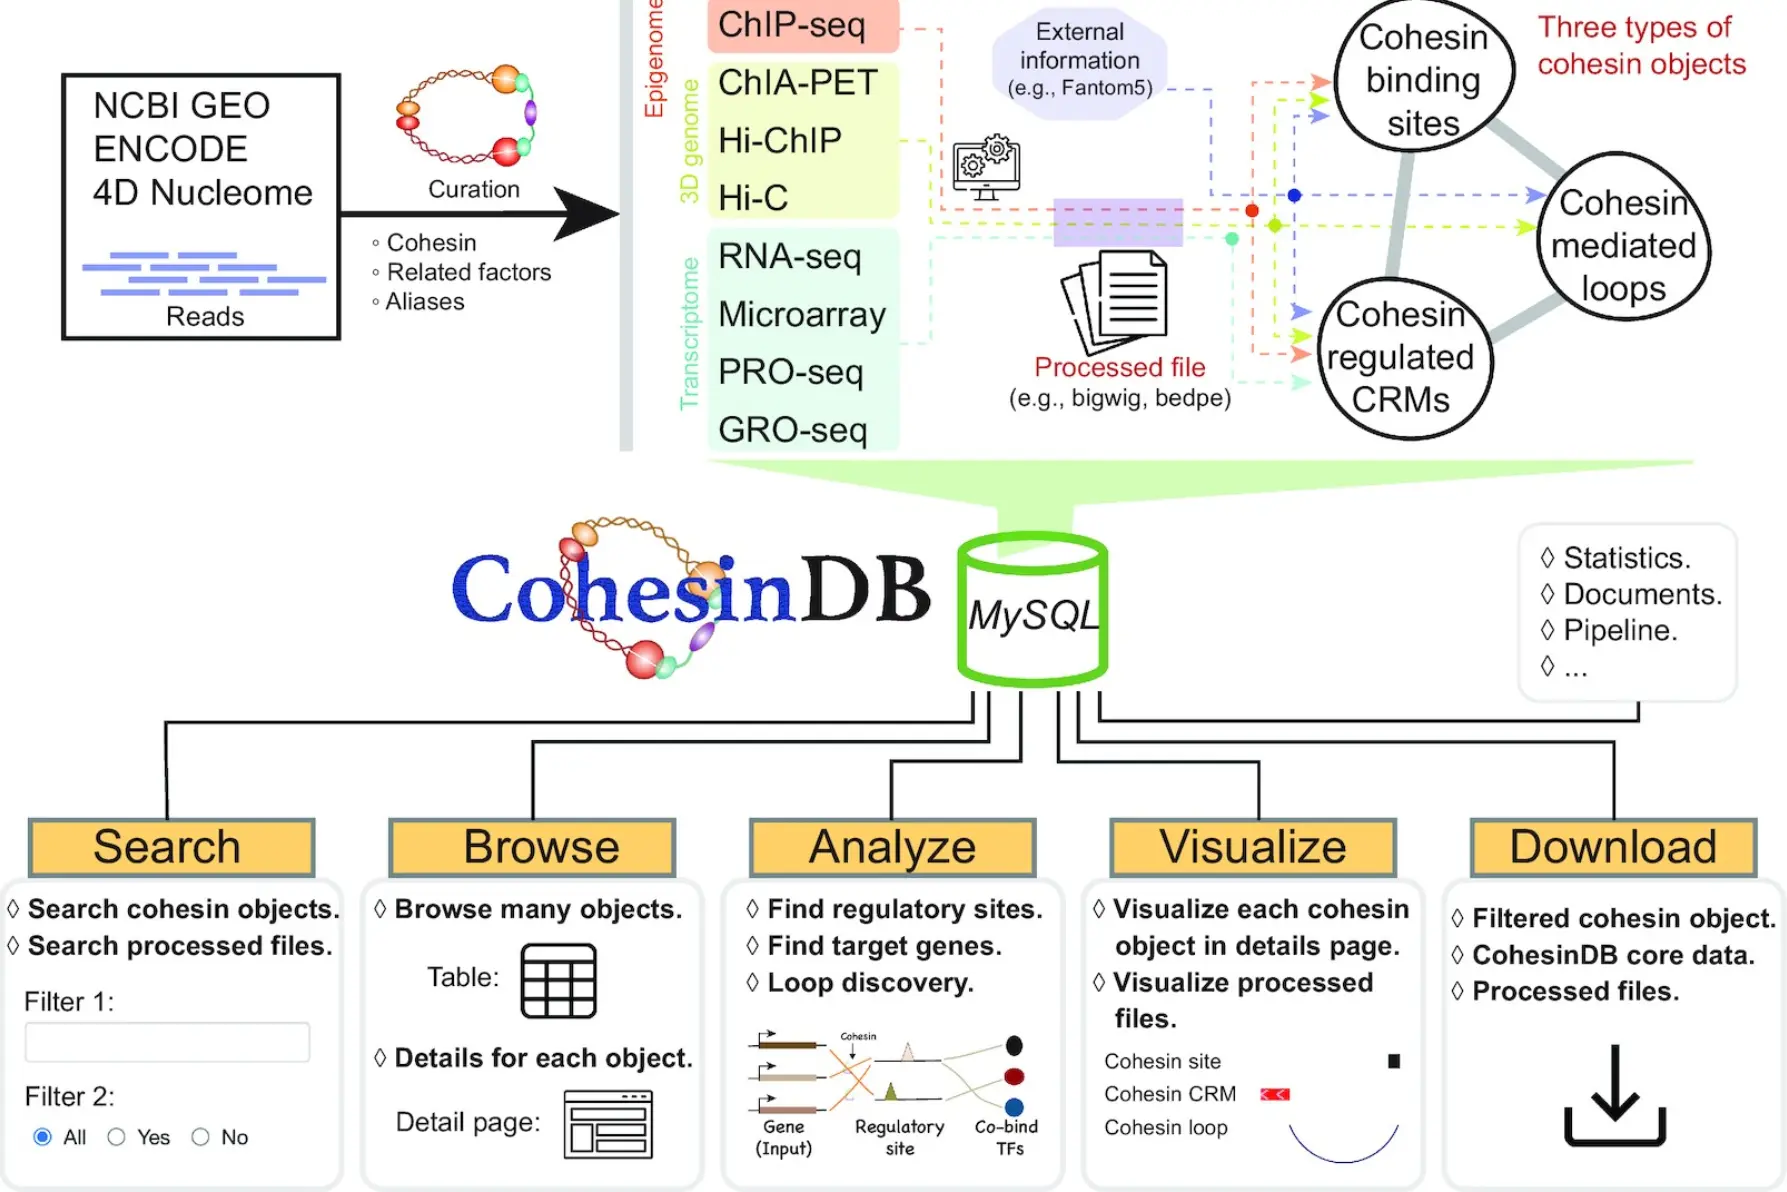 NCBI GEO
ENCODE
4D Nucleome
Reads
Curation
◦ Cohesin
◦ Related factors
◦ Aliases
Epigenome
3D genome
Transcriptome
ChIP-seq
ChIA-PET
Hi-ChIP
Hi-C
RNA-seq
Microarray
PRO-seq
GRO-seq
External
information
(e.g., Fantom5)
Processed file
(e.g., bigwig, bedpe)
Three types of
cohesin objects
Cohesin
binding
sites
Cohesin
mediated
loops
Cohesin
regulated
CRMs
CohesinDB
MySQL
◊ Statistics.
◊ Documents.
◊ Pipeline.
◊ ...
Search
◊ Search cohesin objects.
◊ Search processed files.
Filter 1:
Filter 2:
All Yes No
Browse
◊ Browse many objects.
Table:
◊ Details for each object.
Detail page:
Analyze
◊ Find regulatory sites.
◊ Find target genes.
◊ Loop discovery.
Cohesin
Gene
(Input)
Regulatory
site
Co-bind
TFs
Visualize
◊ Visualize each cohesin
object in details page.
◊ Visualize processed
files.
Cohesin site
Cohesin CRM
Cohesin loop
Download
◊ Filtered cohesin object.
◊ CohesinDB core data.
◊ Processed files.